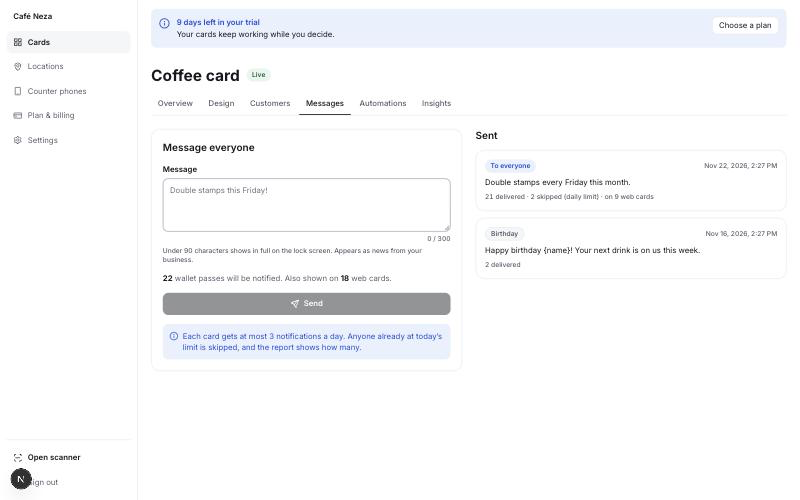 Café Neza
Cards
Locations
Counter phones
Plan & billing
Settings
Open scanner
N
ign out
9 days left in your trial
Your cards keep working while you decide.
Choose a plan
Coffee card
Live
Overview
Design
Customers
Messages
Automations
Insights
Message everyone
Message
Double stamps this Friday!
0 / 300
Under 90 characters shows in full on the lock screen. Appears as news from your
business.
22 wallet passes will be notified. Also shown on 18 web cards.
Send
Each card gets at most 3 notifications a day. Anyone already at today's
limit is skipped, and the report shows how many.
Sent
To everyone
Nov 22, 2026, 2:27 PM
Double stamps every Friday this month.
21 delivered · 2 skipped (daily limit) · on 9 web cards
Birthday
Nov 16, 2026, 2:27 PM
Happy birthday {name}! Your next drink is on us this week.
2 delivered